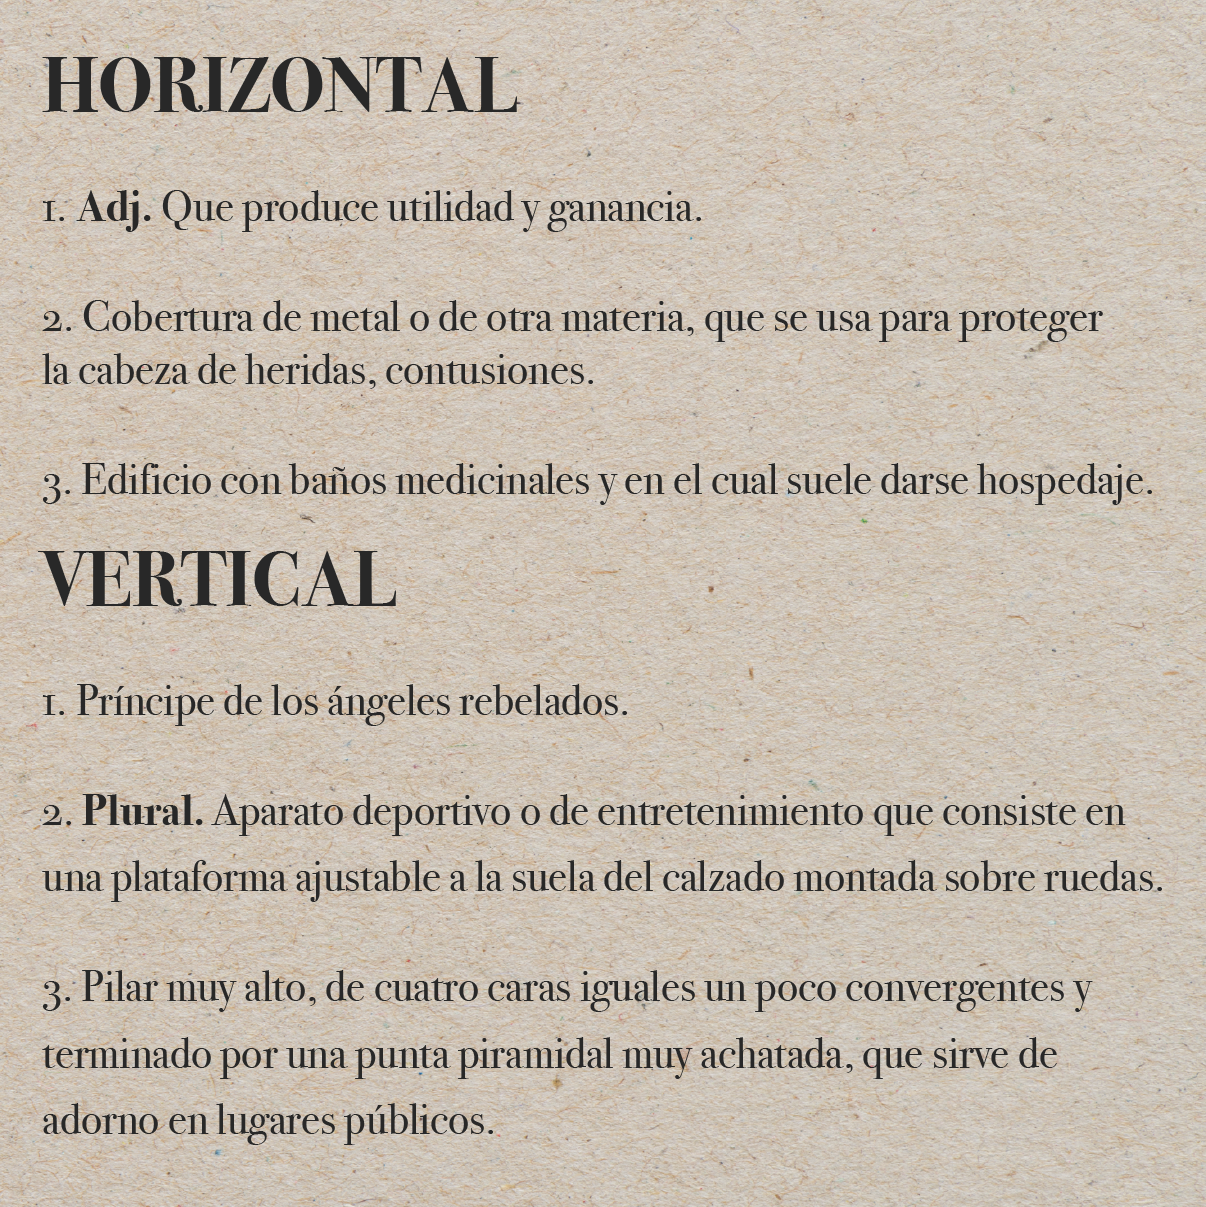 HORIZONTAL
1. Adj. Que produce utilidad y ganancia.
2. Cobertura de metal o de otra materia, que se usa para proteger
la cabeza de heridas, contusiones.
3. Edificio con baños medicinales y en el cual suele darse hospedaje.
VERTICAL
1. Príncipe de los ángeles rebelados.
2. Plural. Aparato deportivo o de entretenimiento que consiste en
una plataforma ajustable a la suela del calzado montada sobre ruedas.
3. Pilar muy alto, de cuatro caras iguales un poco convergentes y
terminado por una punta piramidal muy achatada, que sirve de
adorno en lugares públicos.